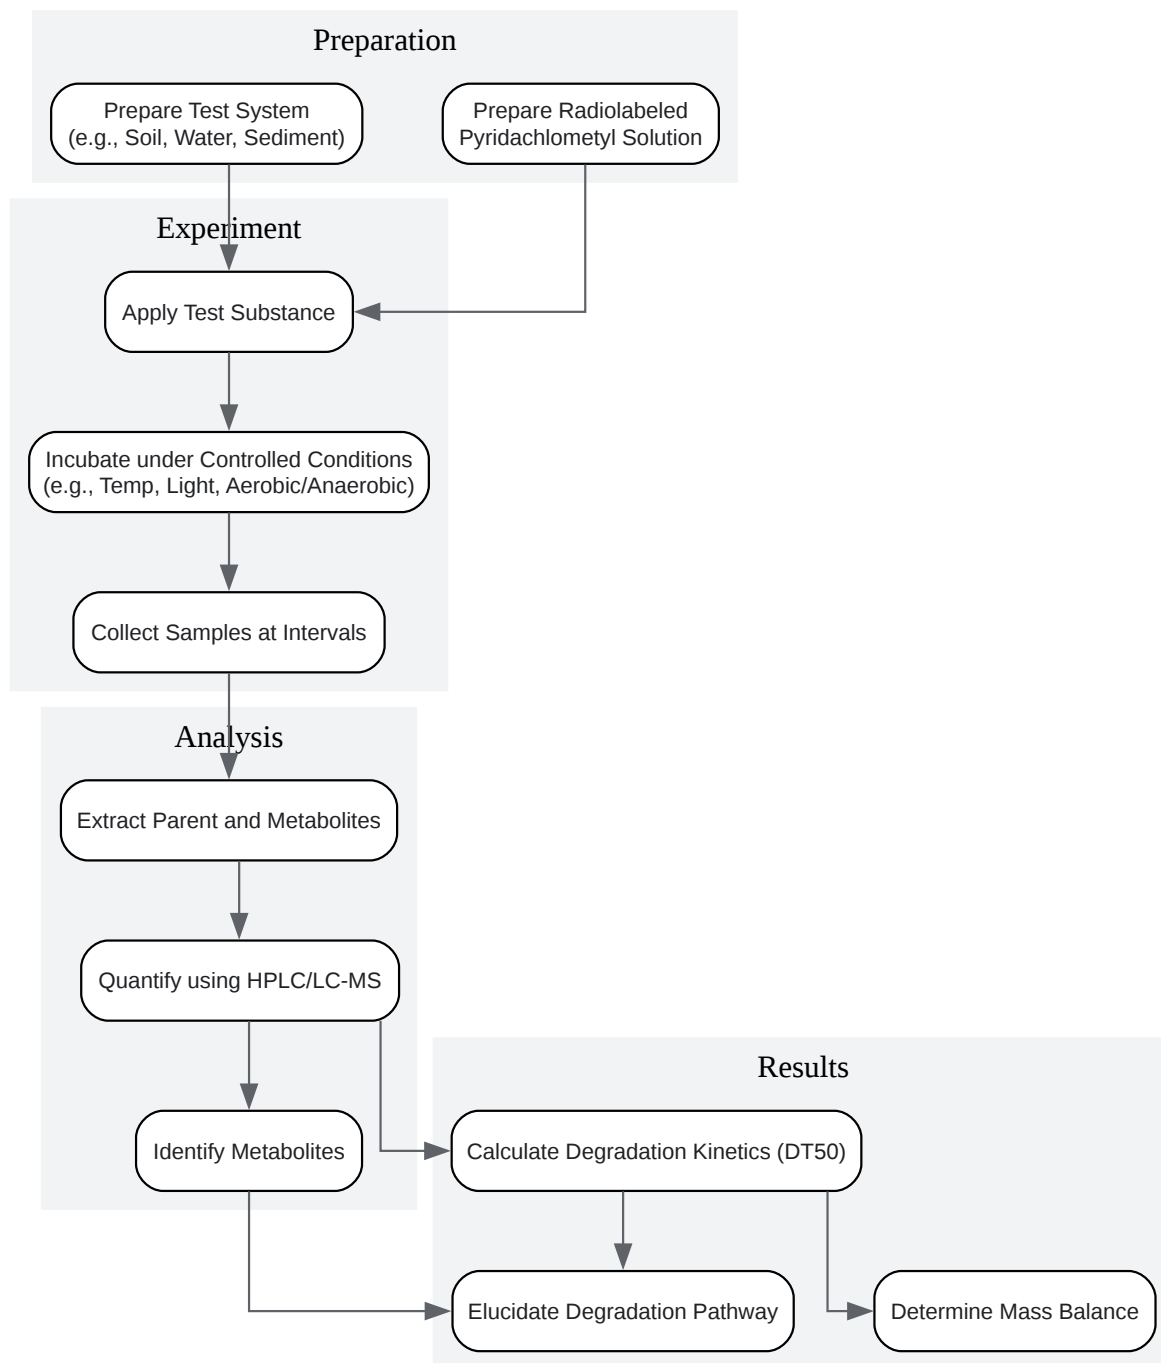 Preparation
Prepare Test System
(e.g., Soil, Water, Sediment)
Prepare Radiolabeled
Pyridachlometyl Solution
Experiment
Apply Test Substance
Incubate under Controlled Conditions
(e.g., Temp, Light, Aerobic/Anaerobic)
Collect Samples at Intervals
Analysis
Extract Parent and Metabolites
Quantify using HPLC/LC-MS
Identify Metabolites
Results
Calculate Degradation Kinetics (DT50)
Elucidate Degradation Pathway
Determine Mass Balance